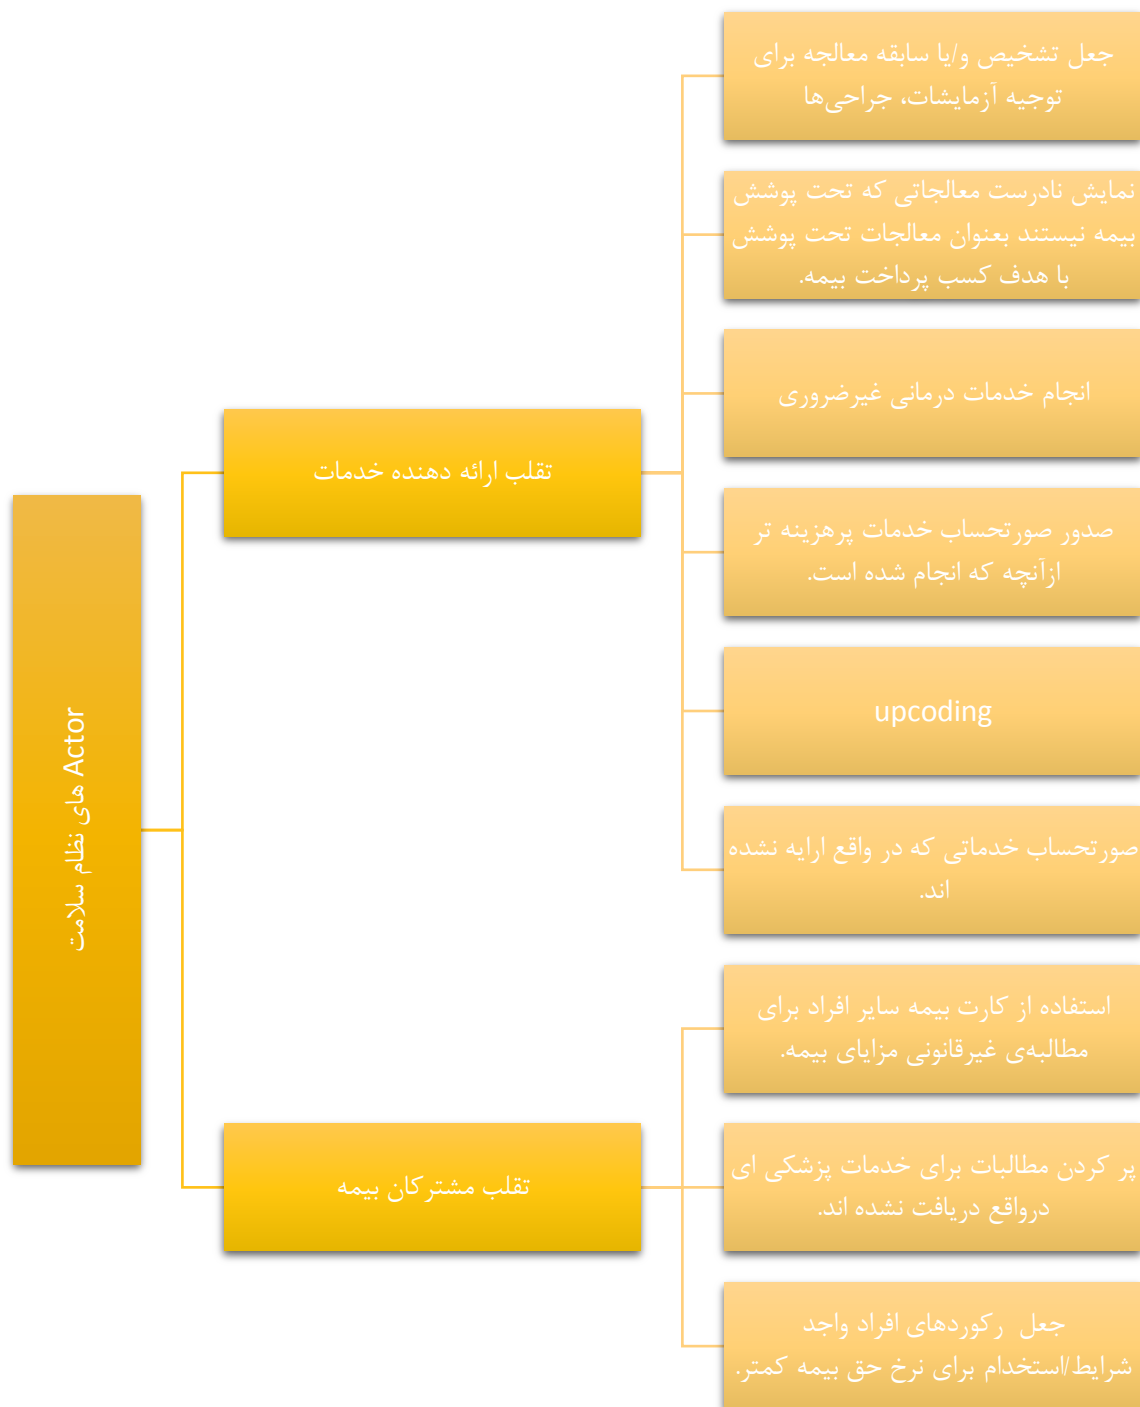 Actor های نظام سلامت
تقلب ارائه دهنده خدمات
جعل تشخیص و/یا سابقه معالجه برای
توجیه آزمایشات، جراحی‌ها
نمایش نادرست معالجاتی که تحت پوشش
بیمه نیستند بعنوان معالجات تحت پوشش
با هدف کسب پرداخت بیمه.
انجام خدمات درمانی غیرضروری
صدور صورتحساب خدمات پرهزینه تر
ازآنچه که انجام شده است.
upcoding
صورتحساب خدماتی که در واقع ارایه نشده
اند.
تقلب مشترکان بیمه
استفاده از کارت بیمه سایر افراد برای
مطالبه‌ی غیرقانونی مزایای بیمه.
پر کردن مطالبات برای خدمات پزشکی ای
درواقع دریافت نشده اند.
جعل رکوردهای افراد واجد
شرایط/استخدام برای نرخ حق بیمه کمتر.